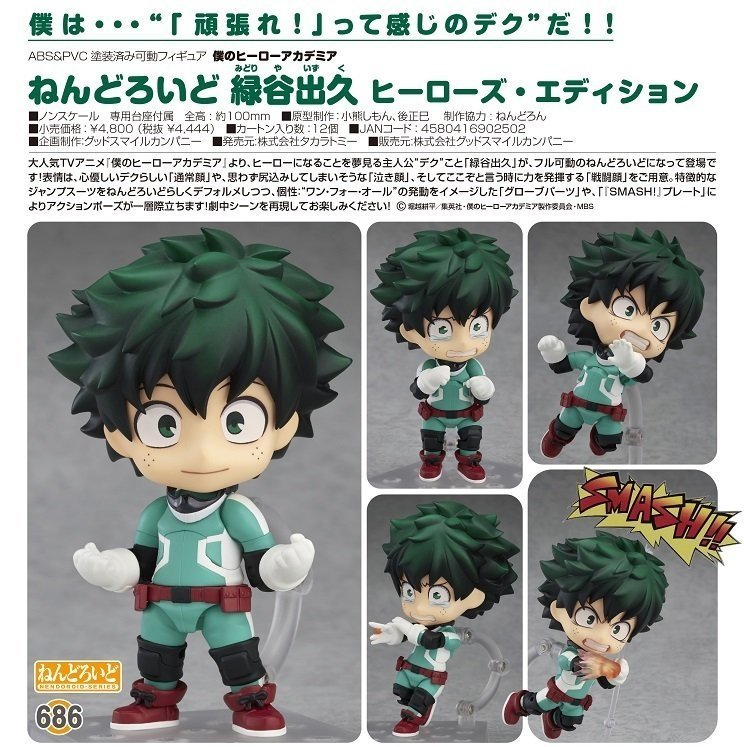 僕は・・・“「頑張れ！」って感じのデク”だ！！
ABS&PVC 塗装済み可動フィギュア 僕のヒーローアカデミア
みどり や いず く
ねんどろいど 緑谷出久 ヒーローズ・エディション
■ノンスケール 専用台座付属 全高：約100mm ■原型制作：小熊しもん、後正巳 制作協力：ねんどろん
■小売価格：¥4,800（税抜 ¥4,444） ■カートン入り数：12個 ■JANコード：4580416902502
■企画制作：グッドスマイルカンパニー ■発売元：株式会社タカラトミー ■販売元：株式会社グッドスマイルカンパニー
大人気TVアニメ『僕のヒーローアカデミア』より、ヒーローになることを夢見る主人公“デク”こと「緑谷出久」が、フル可動のねんどろいどになって登場で
す！表情は、心優しいデクらしい「通常顔」や、思わず尻込みしてしまいそうな「泣き顔」、そしてここぞと言う時に力を発揮する「戦闘顔」をご用意。特徴的な
ジャンプスーツをねんどろいどらしくデフォルメしつつ、個性：“ワン・フォー・オール”の発動をイメージした「グローブパーツ」や、「『SMASH!』プレート」に
よりアクションポーズが一層際立ちます！劇中シーンを再現してお楽しみください！ © 堀越耕平／集英社・僕のヒーローアカデミア製作委員会・MBS
SMASH!!
ねんどろいど
NENDOROID-SERIES
686